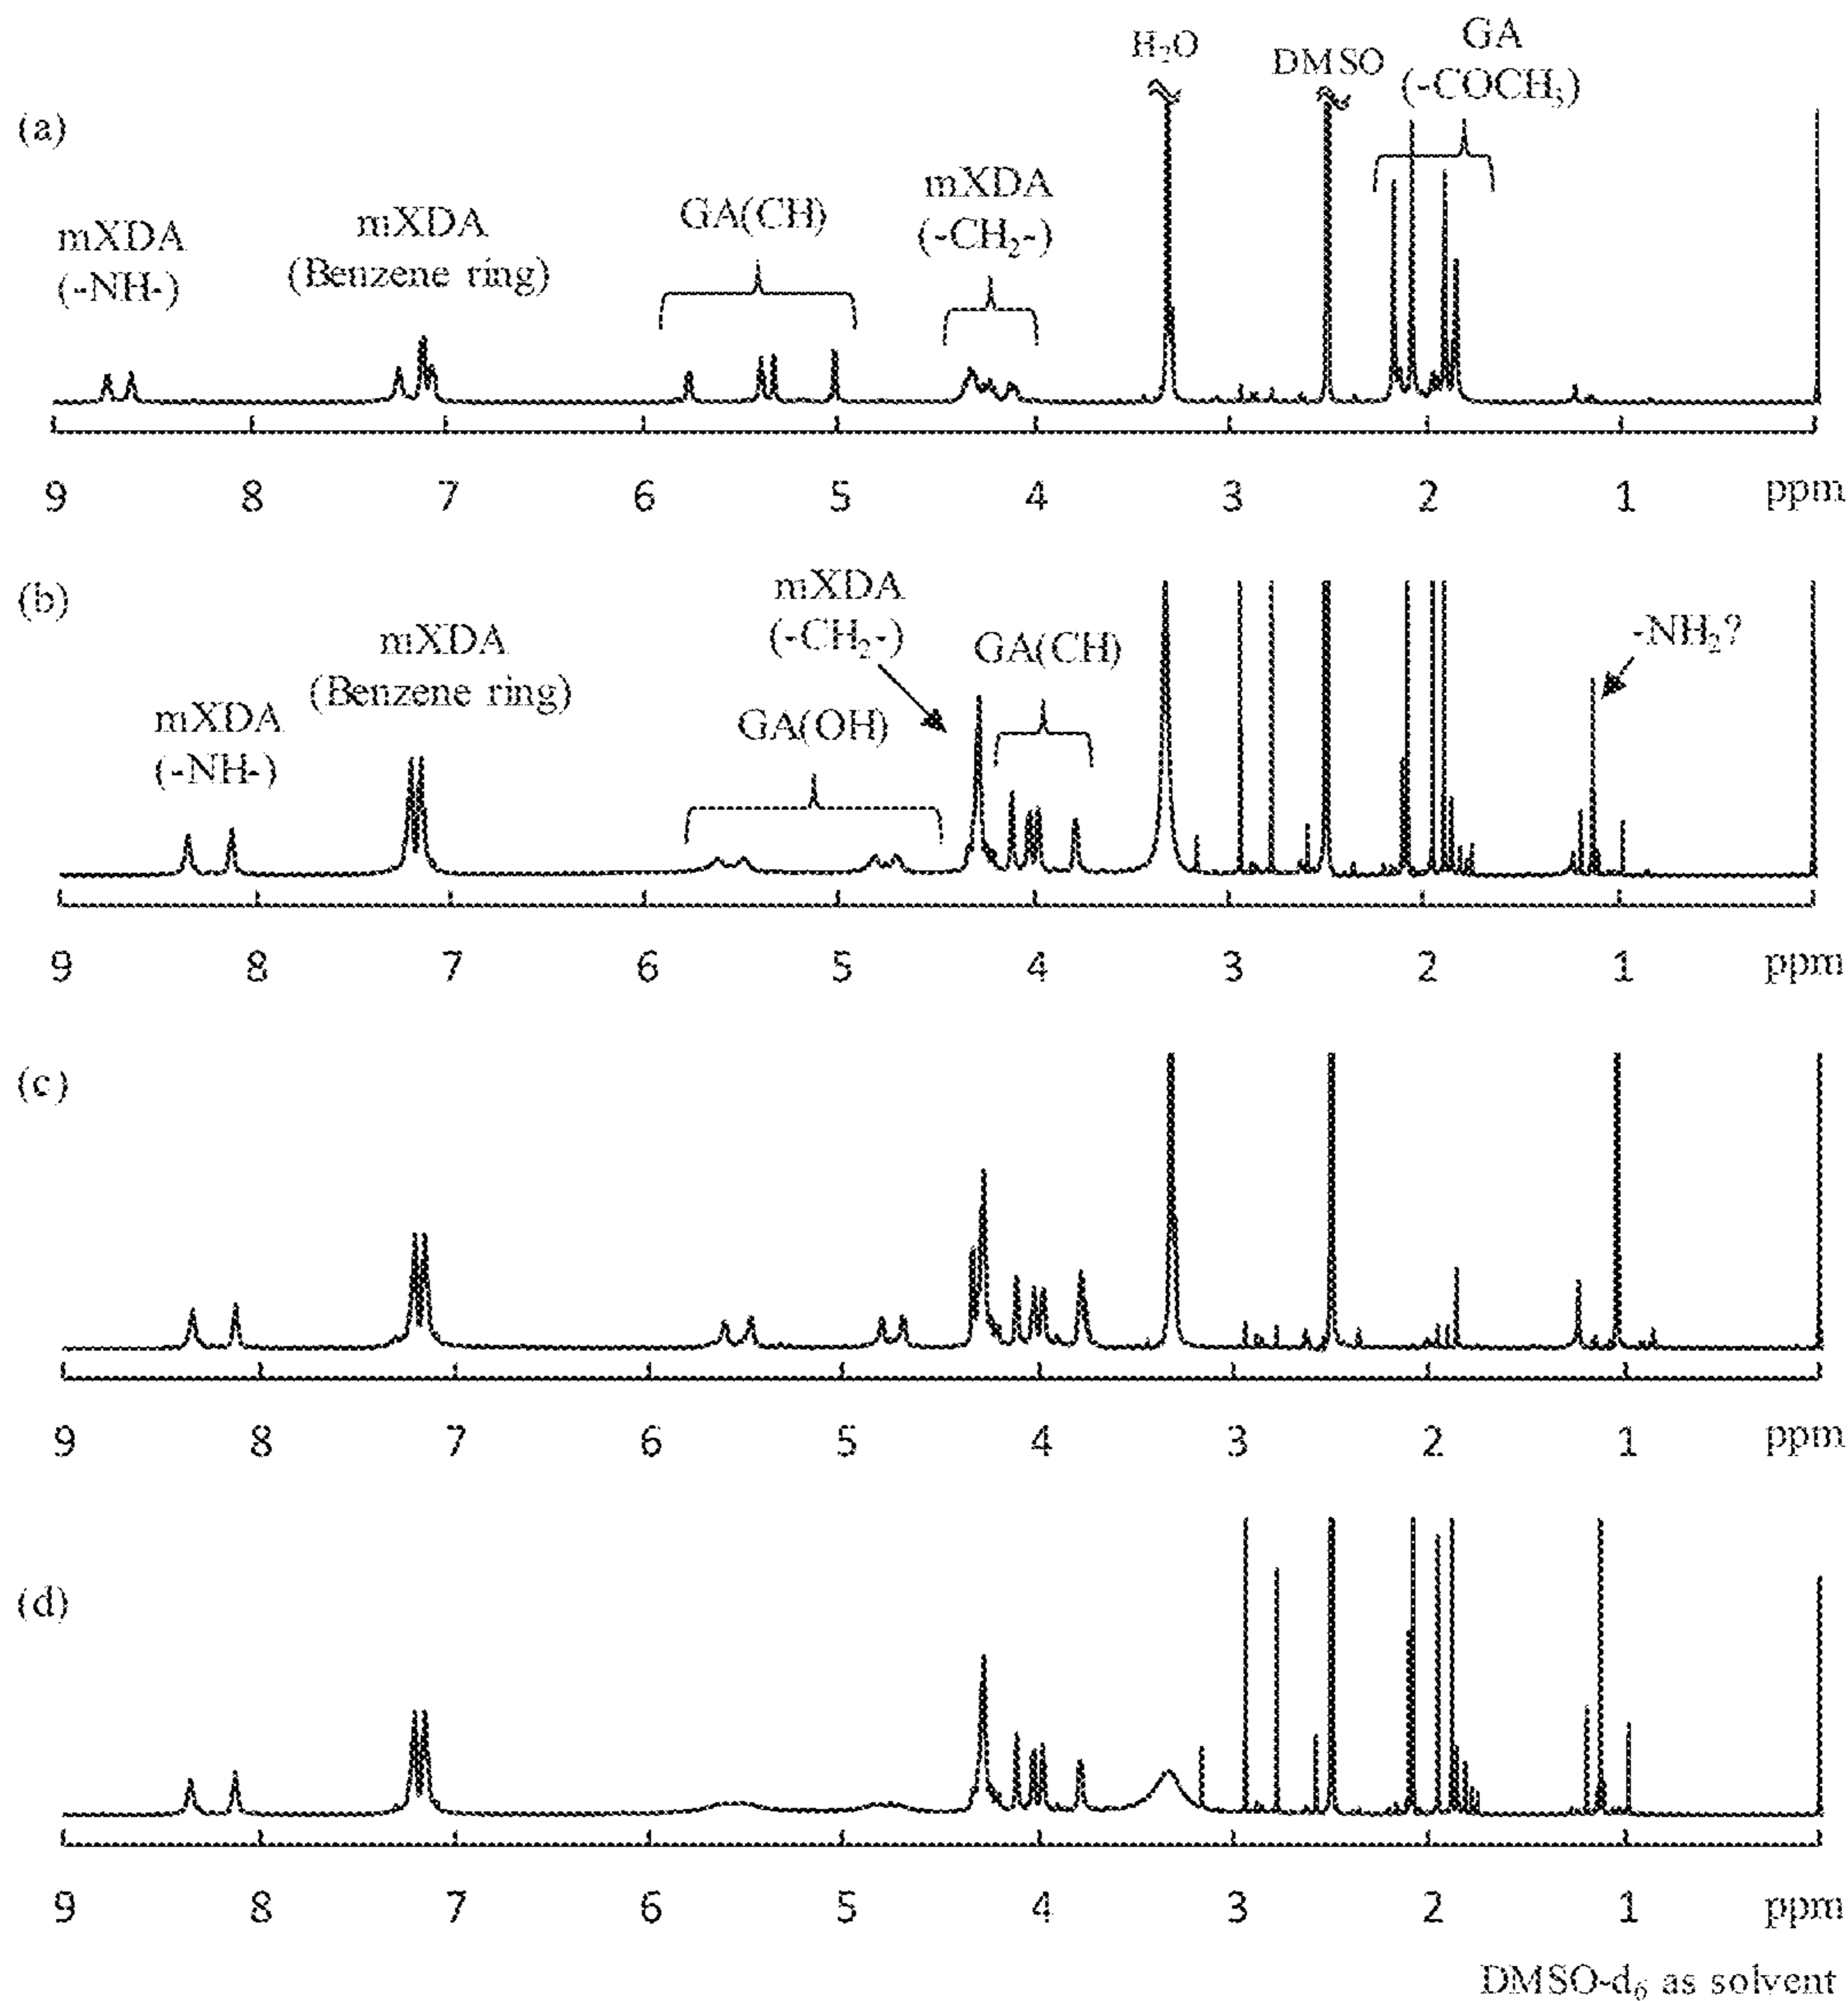 (a)
H₂O
DMSO
GA
(-COCH₃)
mXDA
(-NH-)
mXDA
(Benzene ring)
GA(CH)
mXDA
(-CH₂-)
9 8 7 6 5 4 3 2 1 ppm
(b)
mXDA
(-NH-)
mXDA
(Benzene ring)
GA(OH)
mXDA
(-CH₂-)
GA(CH)
-NH₂?
9 8 7 6 5 4 3 2 1 ppm
(c)
9 8 7 6 5 4 3 2 1 ppm
(d)
9 8 7 6 5 4 3 2 1 ppm
DMSO-d₆ as solvent